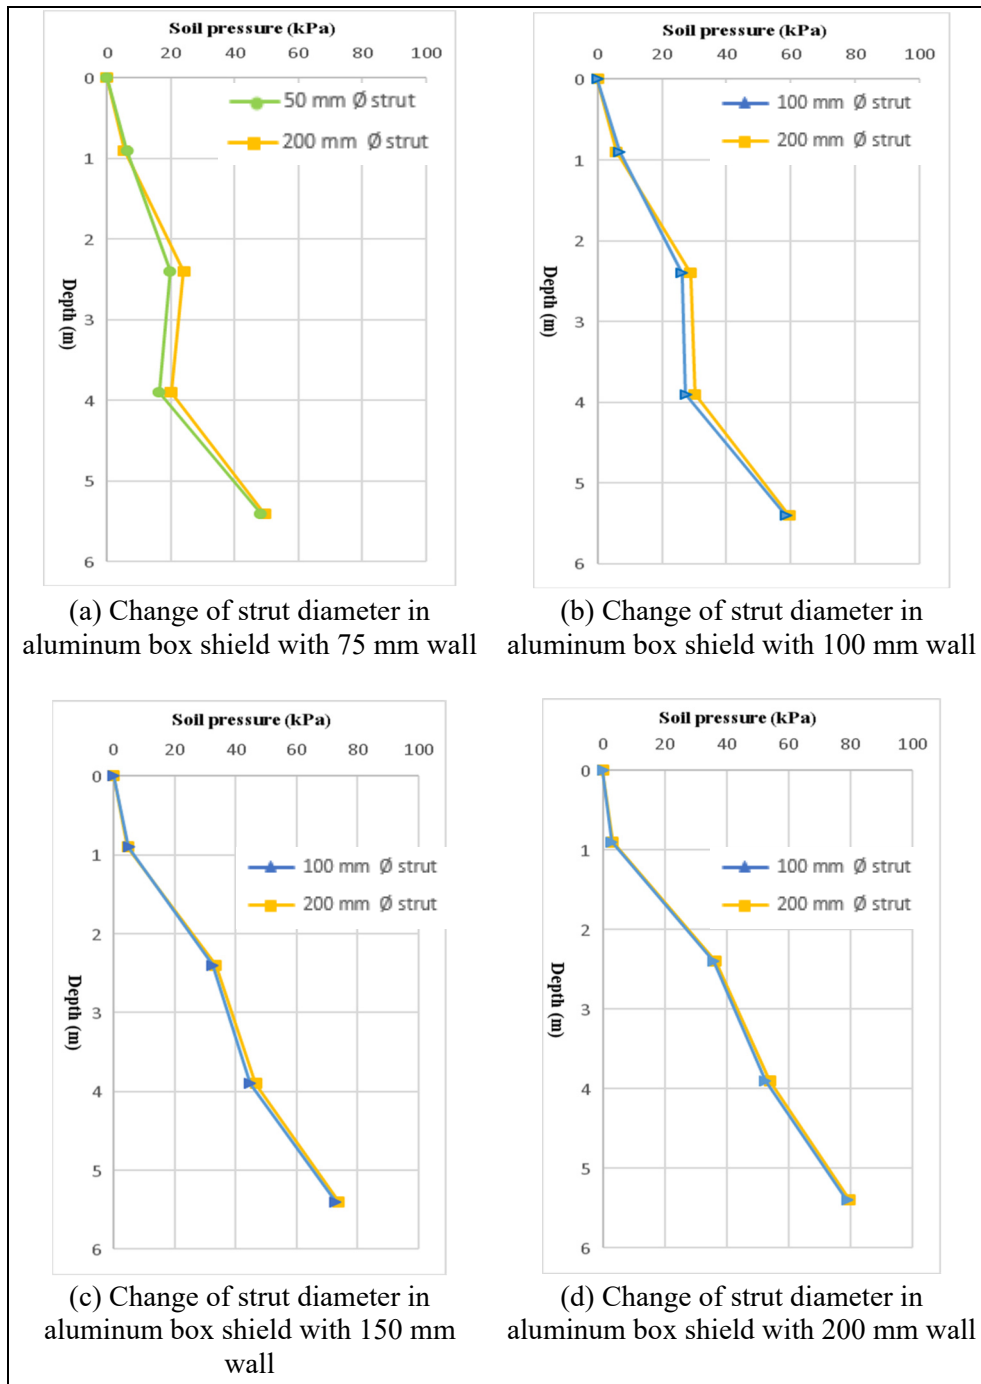 Soil pressure (kPa)
0 20 40 60 80 100
0
50 mm Ø strut
200 mm Ø strut
1
2
Depth (m)
3
4
5
6
(a) Change of strut diameter in
aluminum box shield with 75 mm wall
Soil pressure (kPa)
0 20 40 60 80 100
0
100 mm Ø strut
200 mm Ø strut
1
2
Depth (m)
3
4
5
6
(b) Change of strut diameter in
aluminum box shield with 100 mm wall
Soil pressure (kPa)
0 20 40 60 80 100
0
1
100 mm Ø strut
200 mm Ø strut
2
Depth (m)
3
4
5
6
(c) Change of strut diameter in
aluminum box shield with 150 mm
wall
Soil pressure (kPa)
0 20 40 60 80 100
0
1
100 mm Ø strut
200 mm Ø strut
2
Depth (m)
3
4
5
6
(d) Change of strut diameter in
aluminum box shield with 200 mm wall